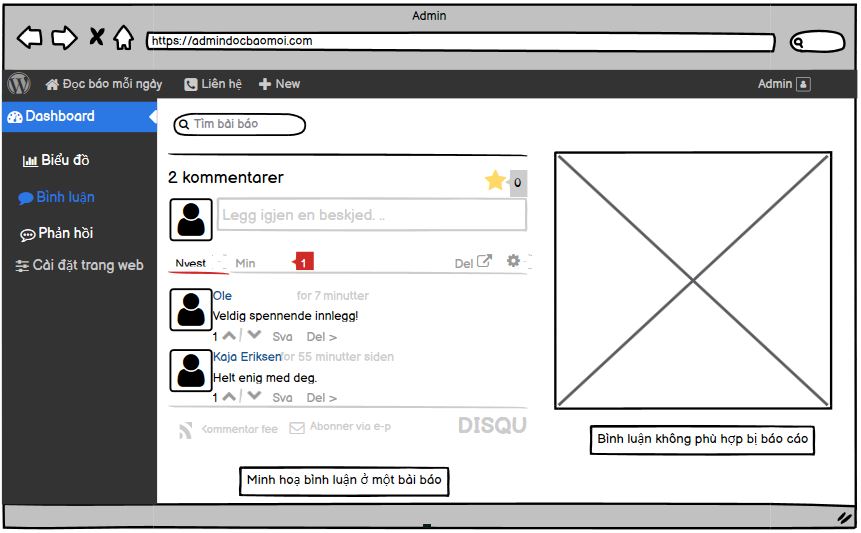 Admin
https://admindocbaomoi.com
Đọc báo mỗi ngày
Liên hệ
New
Admin
Dashboard
Biểu đồ
Bình luận
Phản hồi
Cài đặt trang web
Tìm bài báo
2 kommentarer
0
Legg igjen en beskjed. ..
Nyest
Min
1
Del
Ole for 7 minutter
Veldig spennende innlegg!
1 Sva Del >
Kaja Eriksen for 55 minutter siden
Helt enig med deg.
1 Sva Del >
Kommentar fee
Abonner via e-p
DISQU
Bình luận không phù hợp bị báo cáo
Minh hoạ bình luận ở một bài báo